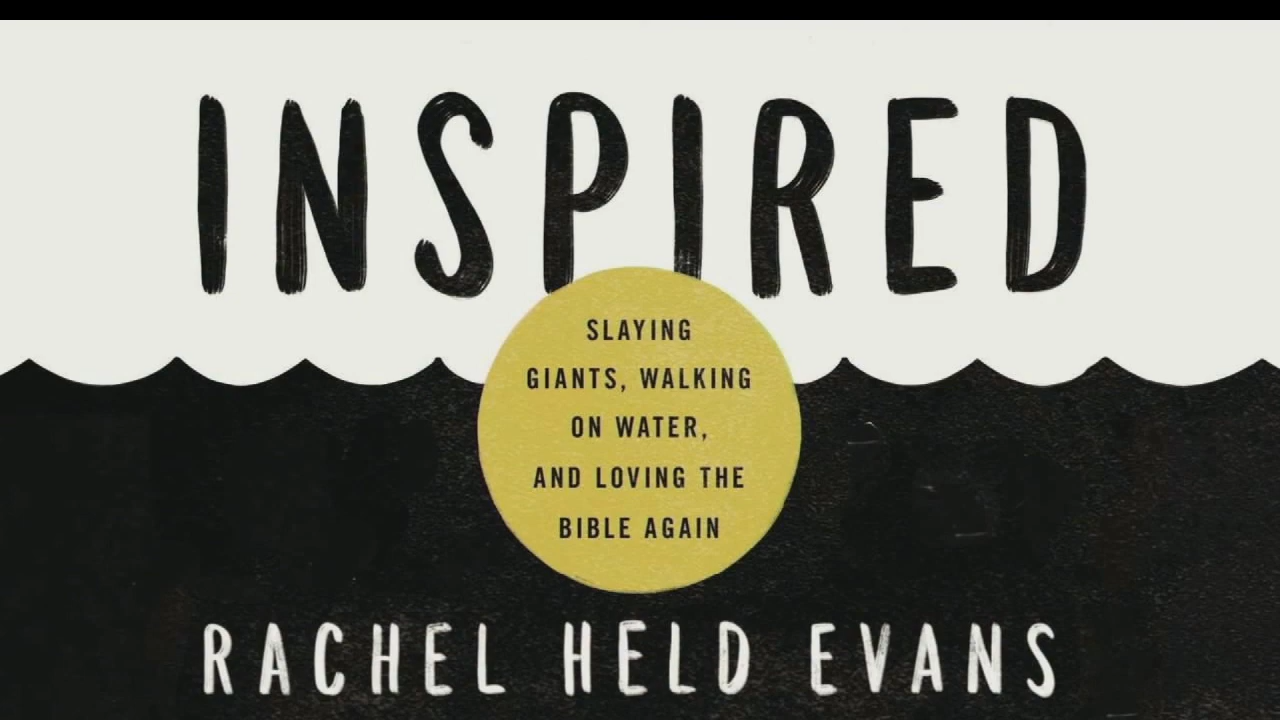 INSPIRED
SLAYING
GIANTS, WALKING
ON WATER,
AND LOVING THE
BIBLE AGAIN
RACHEL HELD EVANS